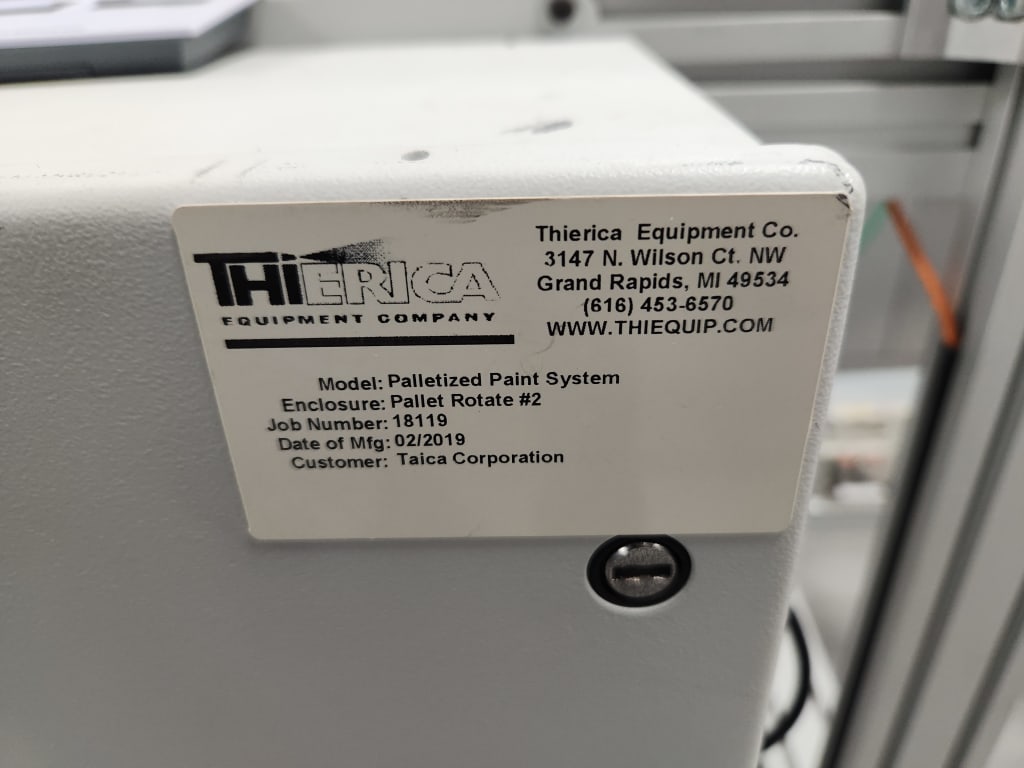 THIERICA
EQUIPMENT COMPANY
Thierica Equipment Co.
3147 N. Wilson Ct. NW
Grand Rapids, MI 49534
(616) 453-6570
WWW.THIEQUIP.COM
Model: Palletized Paint System
Enclosure: Pallet Rotate #2
Job Number: 18119
Date of Mfg: 02/2019
Customer: Taica Corporation